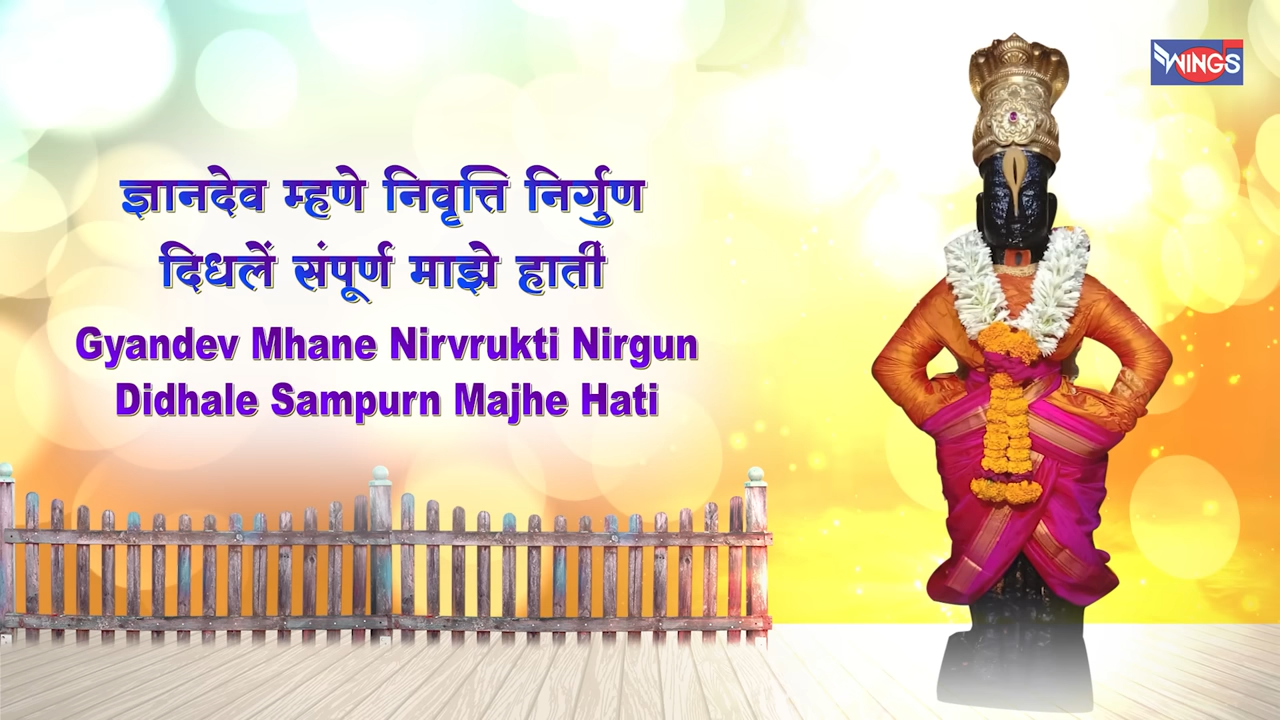 ज्ञानदेव म्हणे निवृत्ति निर्गुण
दिधलें संपूर्ण माझे हातीं
Gyandev Mhane Nirvrukti Nirgun
Didhale Sampurn Majhe Hati
WINGS